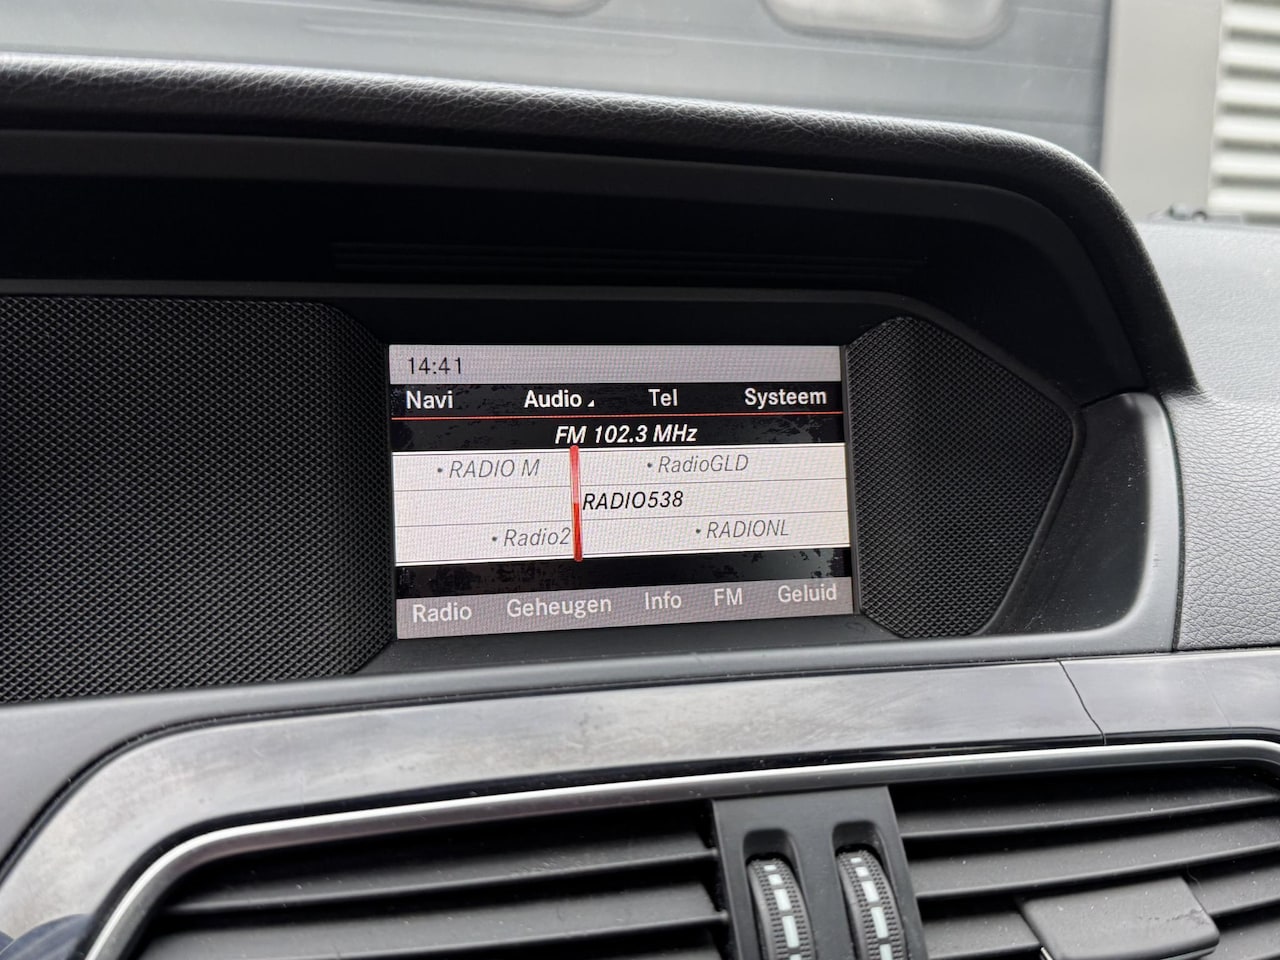 14:41
Navi Audio Tel Systeem
FM 102.3 MHz
• RADIO M • RadioGLD
RADIO538
• Radio2 • RADIONL
Radio Geheugen Info FM Geluid